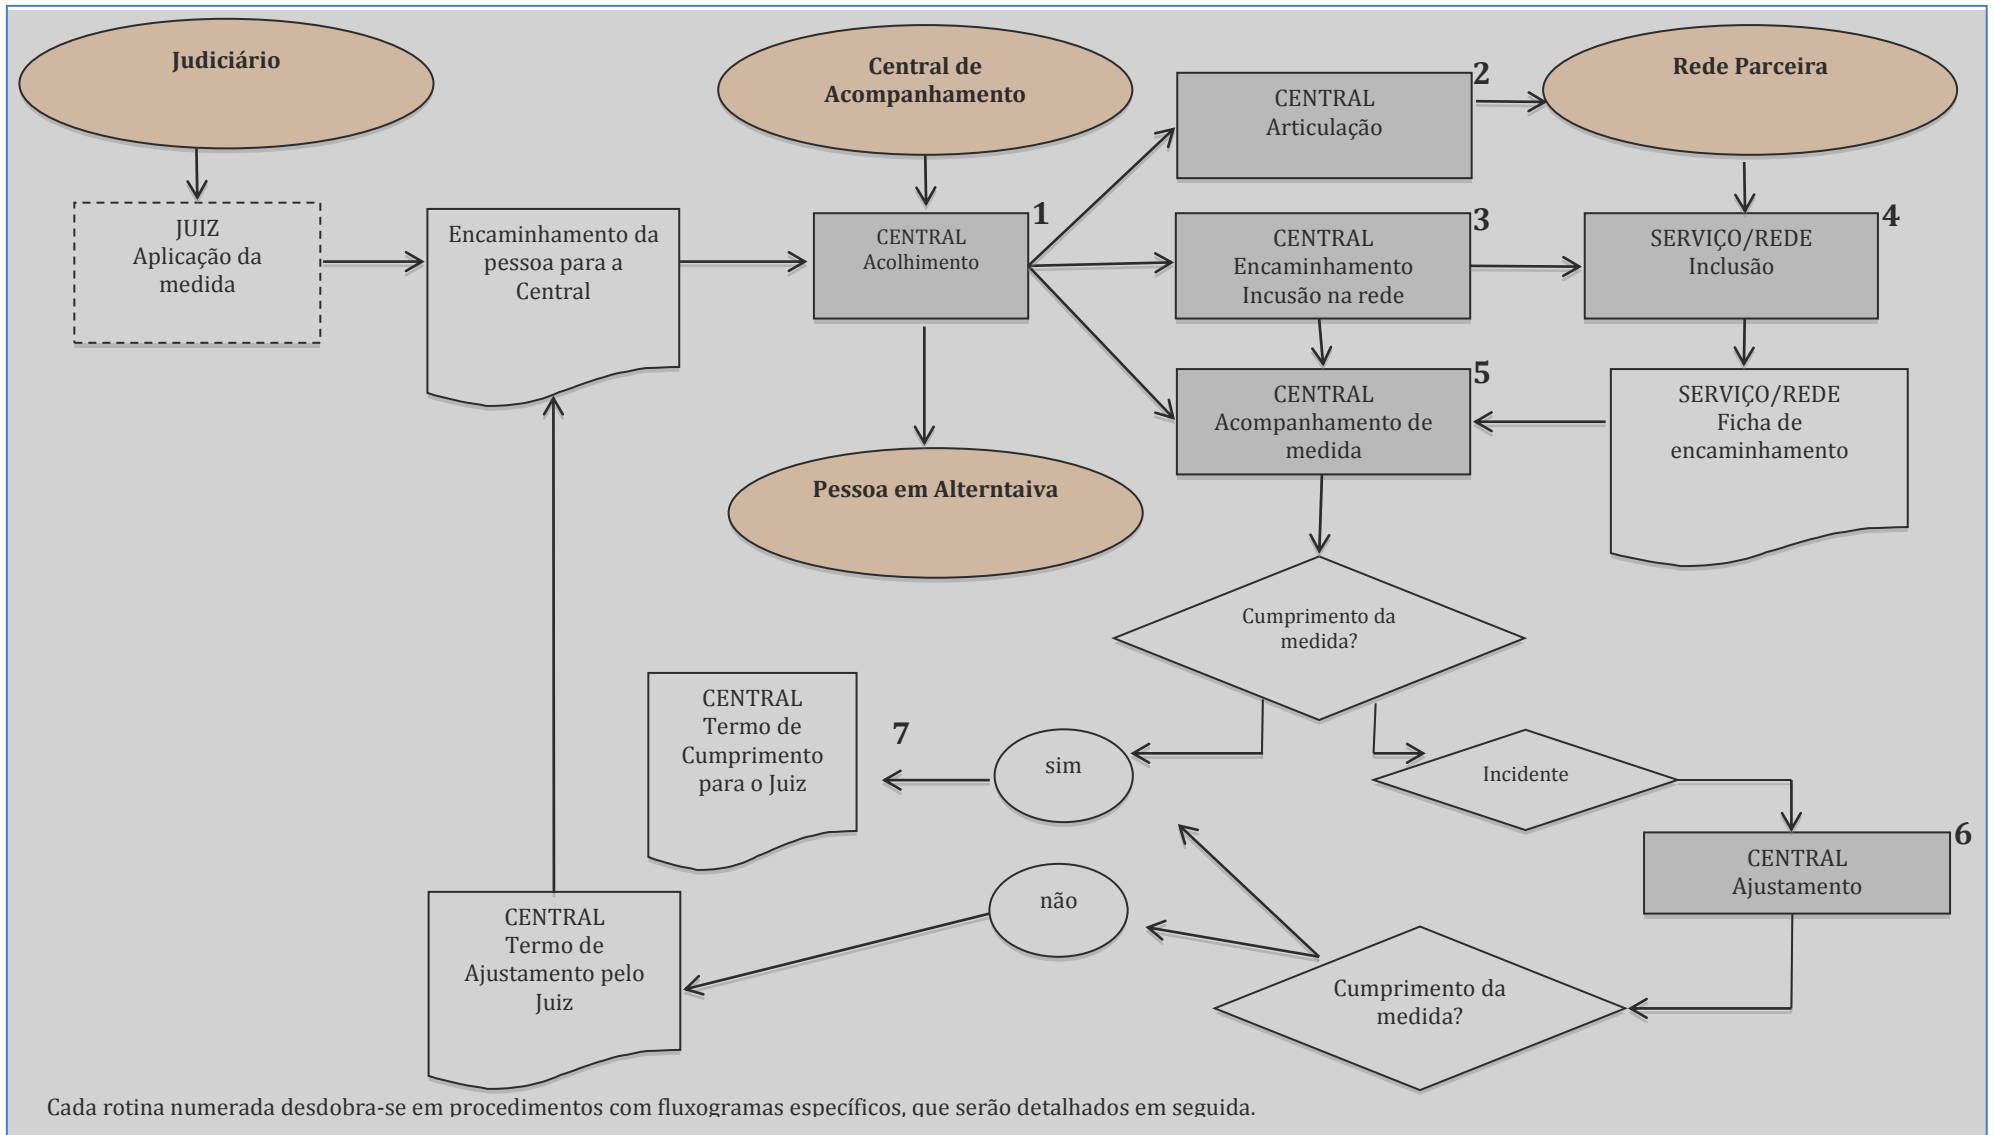 Judiciário
Central de
Acompanhamento
Rede Parceira
2
CENTRAL
Articulação
JUIZ
Aplicação da
medida
Encaminhamento da
pessoa para a
Central
1
CENTRAL
Acolhimento
3
CENTRAL
Encaminhamento
Incusão na rede
4
SERVIÇO/REDE
Inclusão
5
CENTRAL
Acompanhamento de
medida
SERVIÇO/REDE
Ficha de
encaminhamento
Pessoa em Alterntaiva
Cumprimento da
medida?
CENTRAL
Termo de
Cumprimento
para o Juiz
7
sim
Incidente
6
CENTRAL
Ajustamento
não
CENTRAL
Termo de
Ajustamento pelo
Juiz
Cumprimento da
medida?
Cada rotina numerada desdobra-se em procedimentos com fluxogramas específicos, que serão detalhados em seguida.